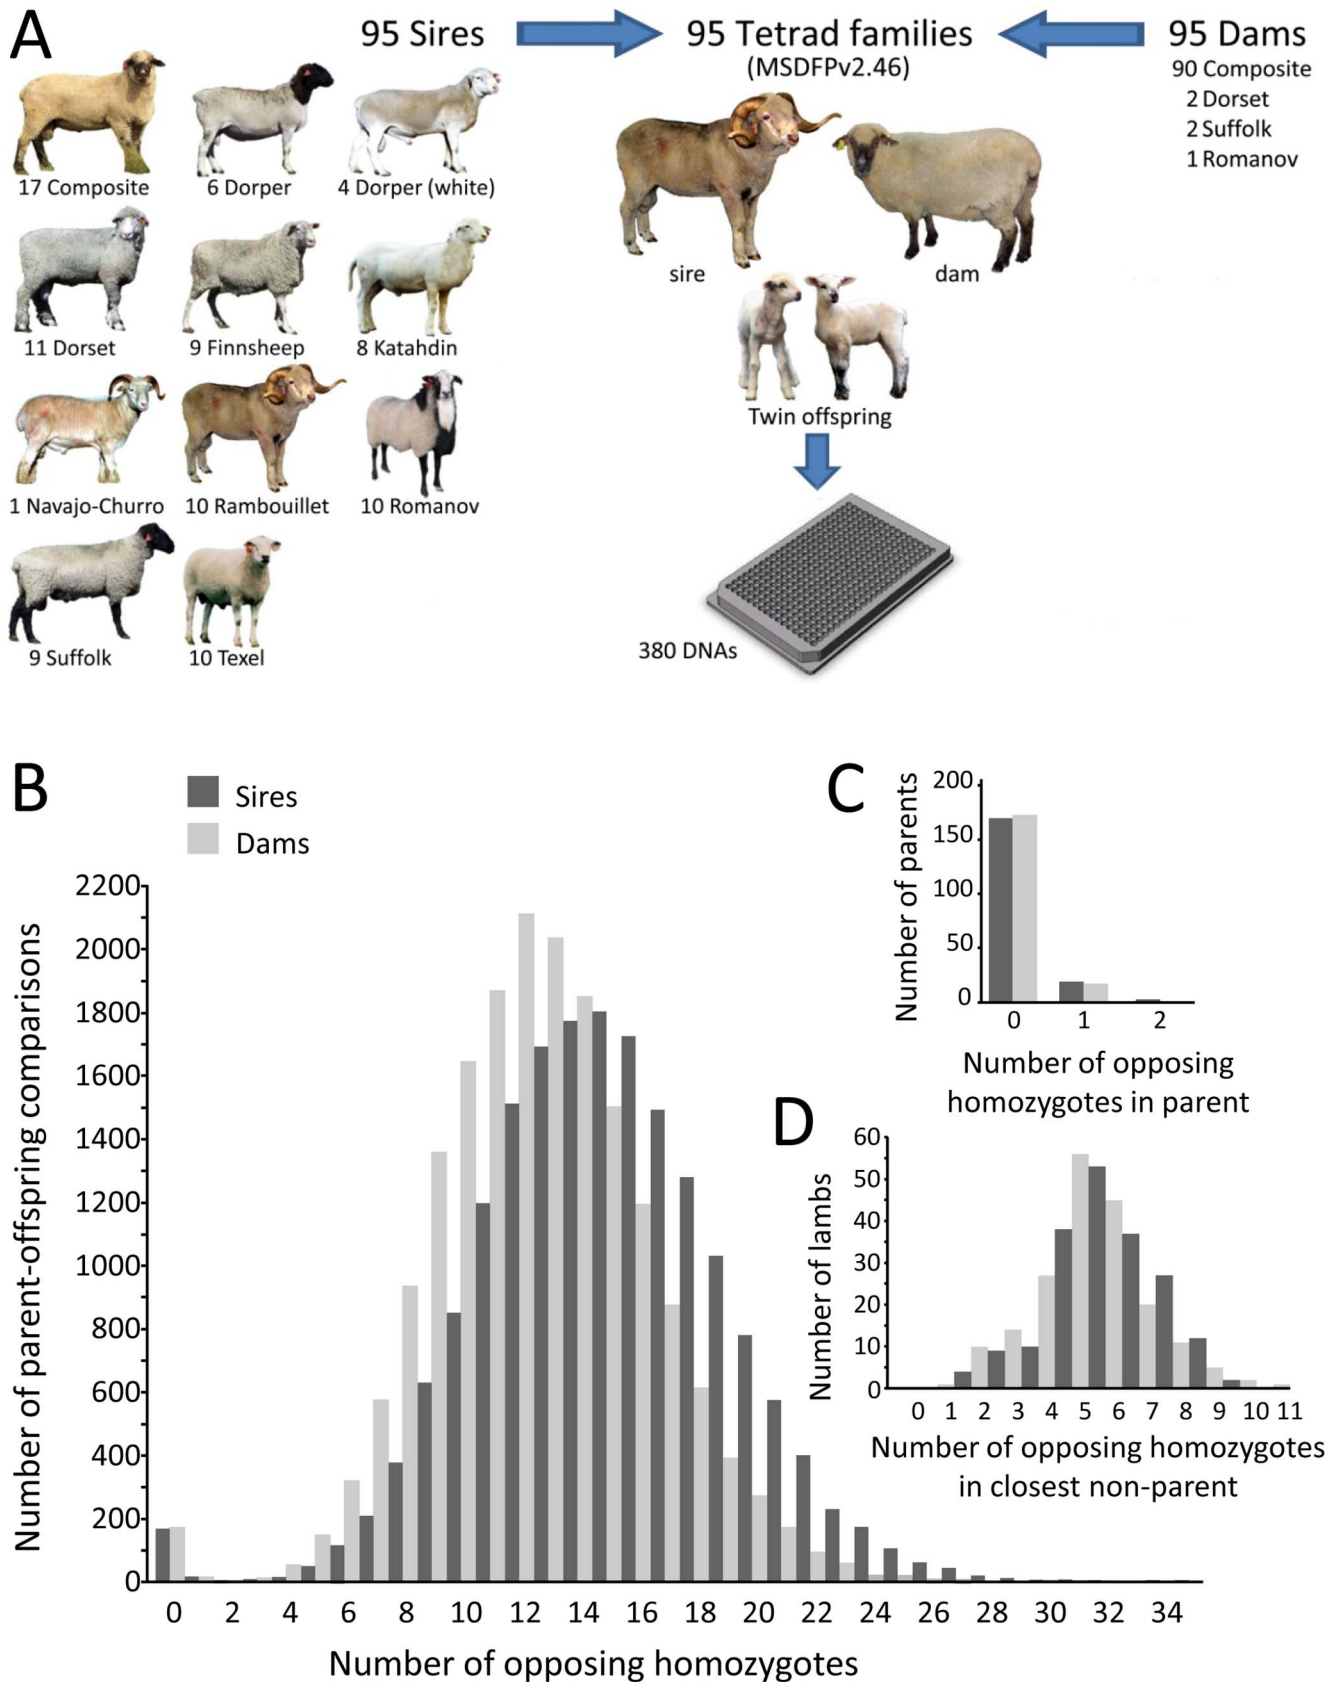 A
95 Sires
95 Tetrad families
(MSDFPv2.46)
95 Dams
90 Composite
2 Dorset
2 Suffolk
1 Romanov
17 Composite
6 Dorper
4 Dorper (white)
11 Dorset
9 Finnsheep
8 Katahdin
1 Navajo-Churro
10 Rambouillet
10 Romanov
9 Suffolk
10 Texel
sire
dam
Twin offspring
380 DNAs
B
Sires
Dams
Number of parent-offspring comparisons
2200
2000
1800
1600
1400
1200
1000
800
600
400
200
0
0 2 4 6 8 10 12 14 16 18 20 22 24 26 28 30 32 34
Number of opposing homozygotes
C
Number of parents
200
150
100
50
0
0 1 2
Number of opposing
homozygotes in parent
D
Number of lambs
60
50
40
30
20
10
0
0 1 2 3 4 5 6 7 8 9 10 11
Number of opposing homozygotes
in closest non-parent